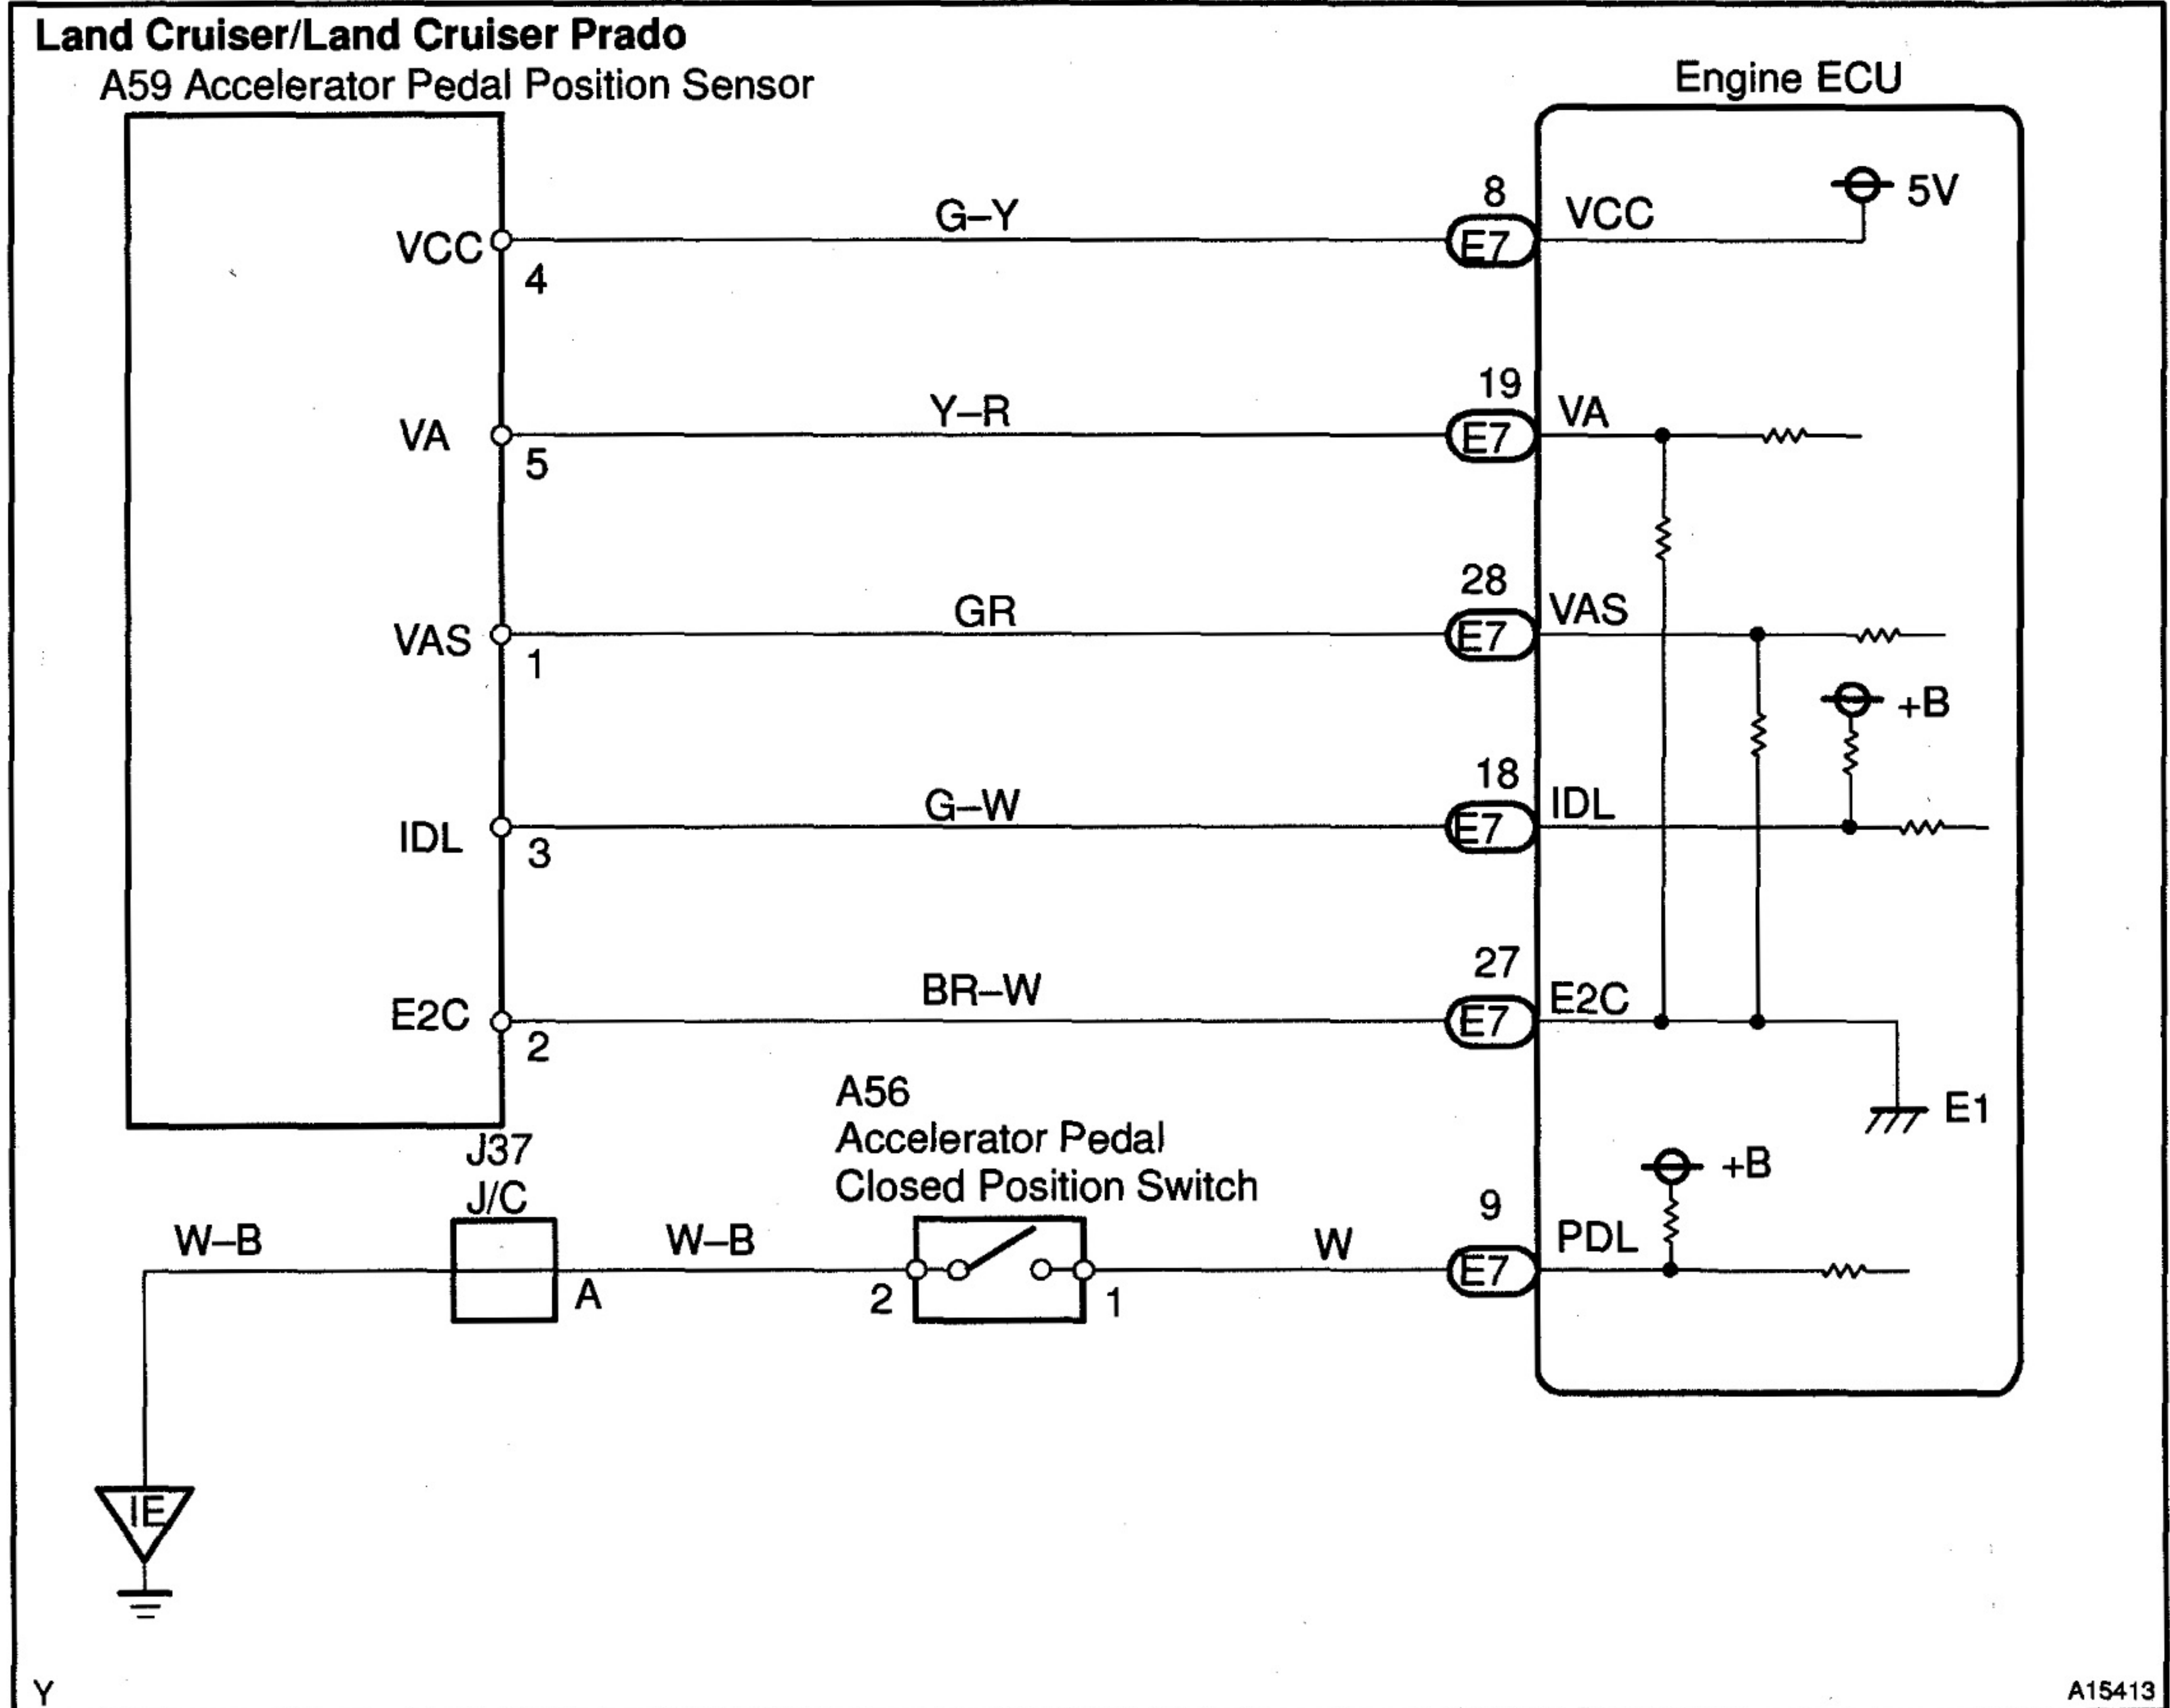 Land Cruiser/Land Cruiser Prado
A59 Accelerator Pedal Position Sensor
Engine ECU
VCC
4
G–Y
8
E7
VCC
5V
VA
5
Y–R
19
E7
VA
VAS
1
GR
28
E7
VAS
+B
IDL
3
G–W
18
E7
IDL
E2C
2
BR–W
27
E7
E2C
E1
J37
J/C
A56
Accelerator Pedal
Closed Position Switch
W–B
A
W–B
2
1
W
9
E7
PDL
+B
IE
Y
A15413